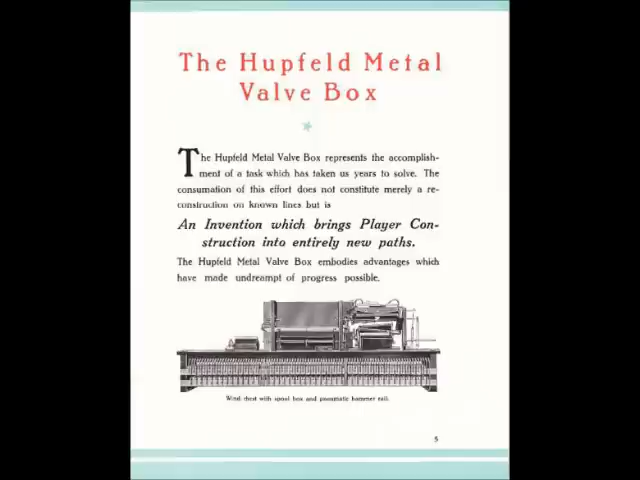 The Hupfeld Metal
Valve Box
The Hupfeld Metal Valve Box represents the accomplish-
ment of a task which has taken us years to solve. The
consumation of this effort does not constitute merely a re-
construction on known lines but is
An Invention which brings Player Con-
struction into entirely new paths.
The Hupfeld Metal Valve Box embodies advantages which
have made undreampt of progress possible.
Wind chest with spool box and pneumatic hammer rail.
5